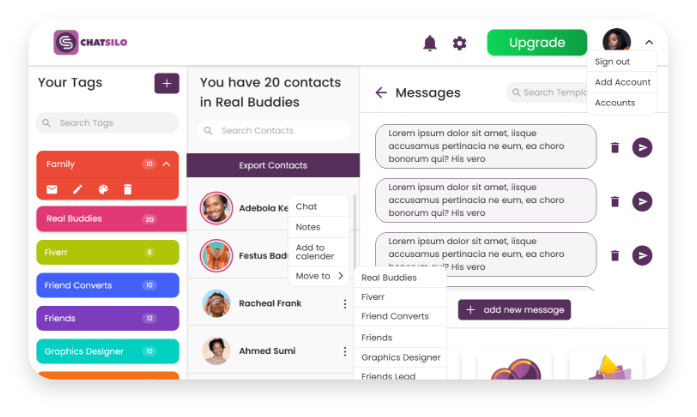 CHATSILO
Upgrade
Sign out
Add Account
Accounts
Your Tags
+
Search Tags
Family 10
Real Buddies 20
Fiverr 8
Friend Converts 10
Friends 12
Graphics Designer 10
You have 20 contacts
in Real Buddies
Search Contacts
Export Contacts
Adebola Ke
Festus Bad
Racheal Frank
Ahmed Sumi
Chat
Notes
Add to
calender
Move to
Real Buddies
Fiverr
Friend Converts
Friends
Graphics Designer
Friends Lead
Messages
Search Templa
Lorem ipsum dolor sit amet, iisque
accusamus pertinacia ne eum, ea choro
bonorum qui? His vero
Lorem ipsum dolor sit amet, iisque
accusamus pertinacia ne eum, ea choro
bonorum qui? His vero
Lorem ipsum dolor sit amet, iisque
accusamus pertinacia ne eum, ea choro
bonorum qui? His vero
+ add new message